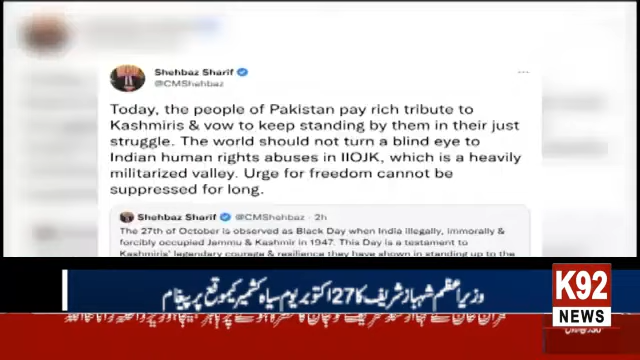 Shehbaz Sharif
@CMShehbaz
Today, the people of Pakistan pay rich tribute to
Kashmiris & vow to keep standing by them in their just
struggle. The world should not turn a blind eye to
Indian human rights abuses in IIOJK, which is a heavily
militarized valley. Urge for freedom cannot be
suppressed for long.
Shehbaz Sharif @CMShehbaz · 2h
The 27th of October is observed as Black Day when India illegally, immorally &
forcibly occupied Jammu & Kashmir in 1947. This Day is a testament to
Kashmiris' legendary courage & resilience they have shown in standing up to the
وزیراعظم شہباز شریف کا 27 اکتوبر یوم سیاہ کشمیر کیموقع پر پیغام
K92
NEWS